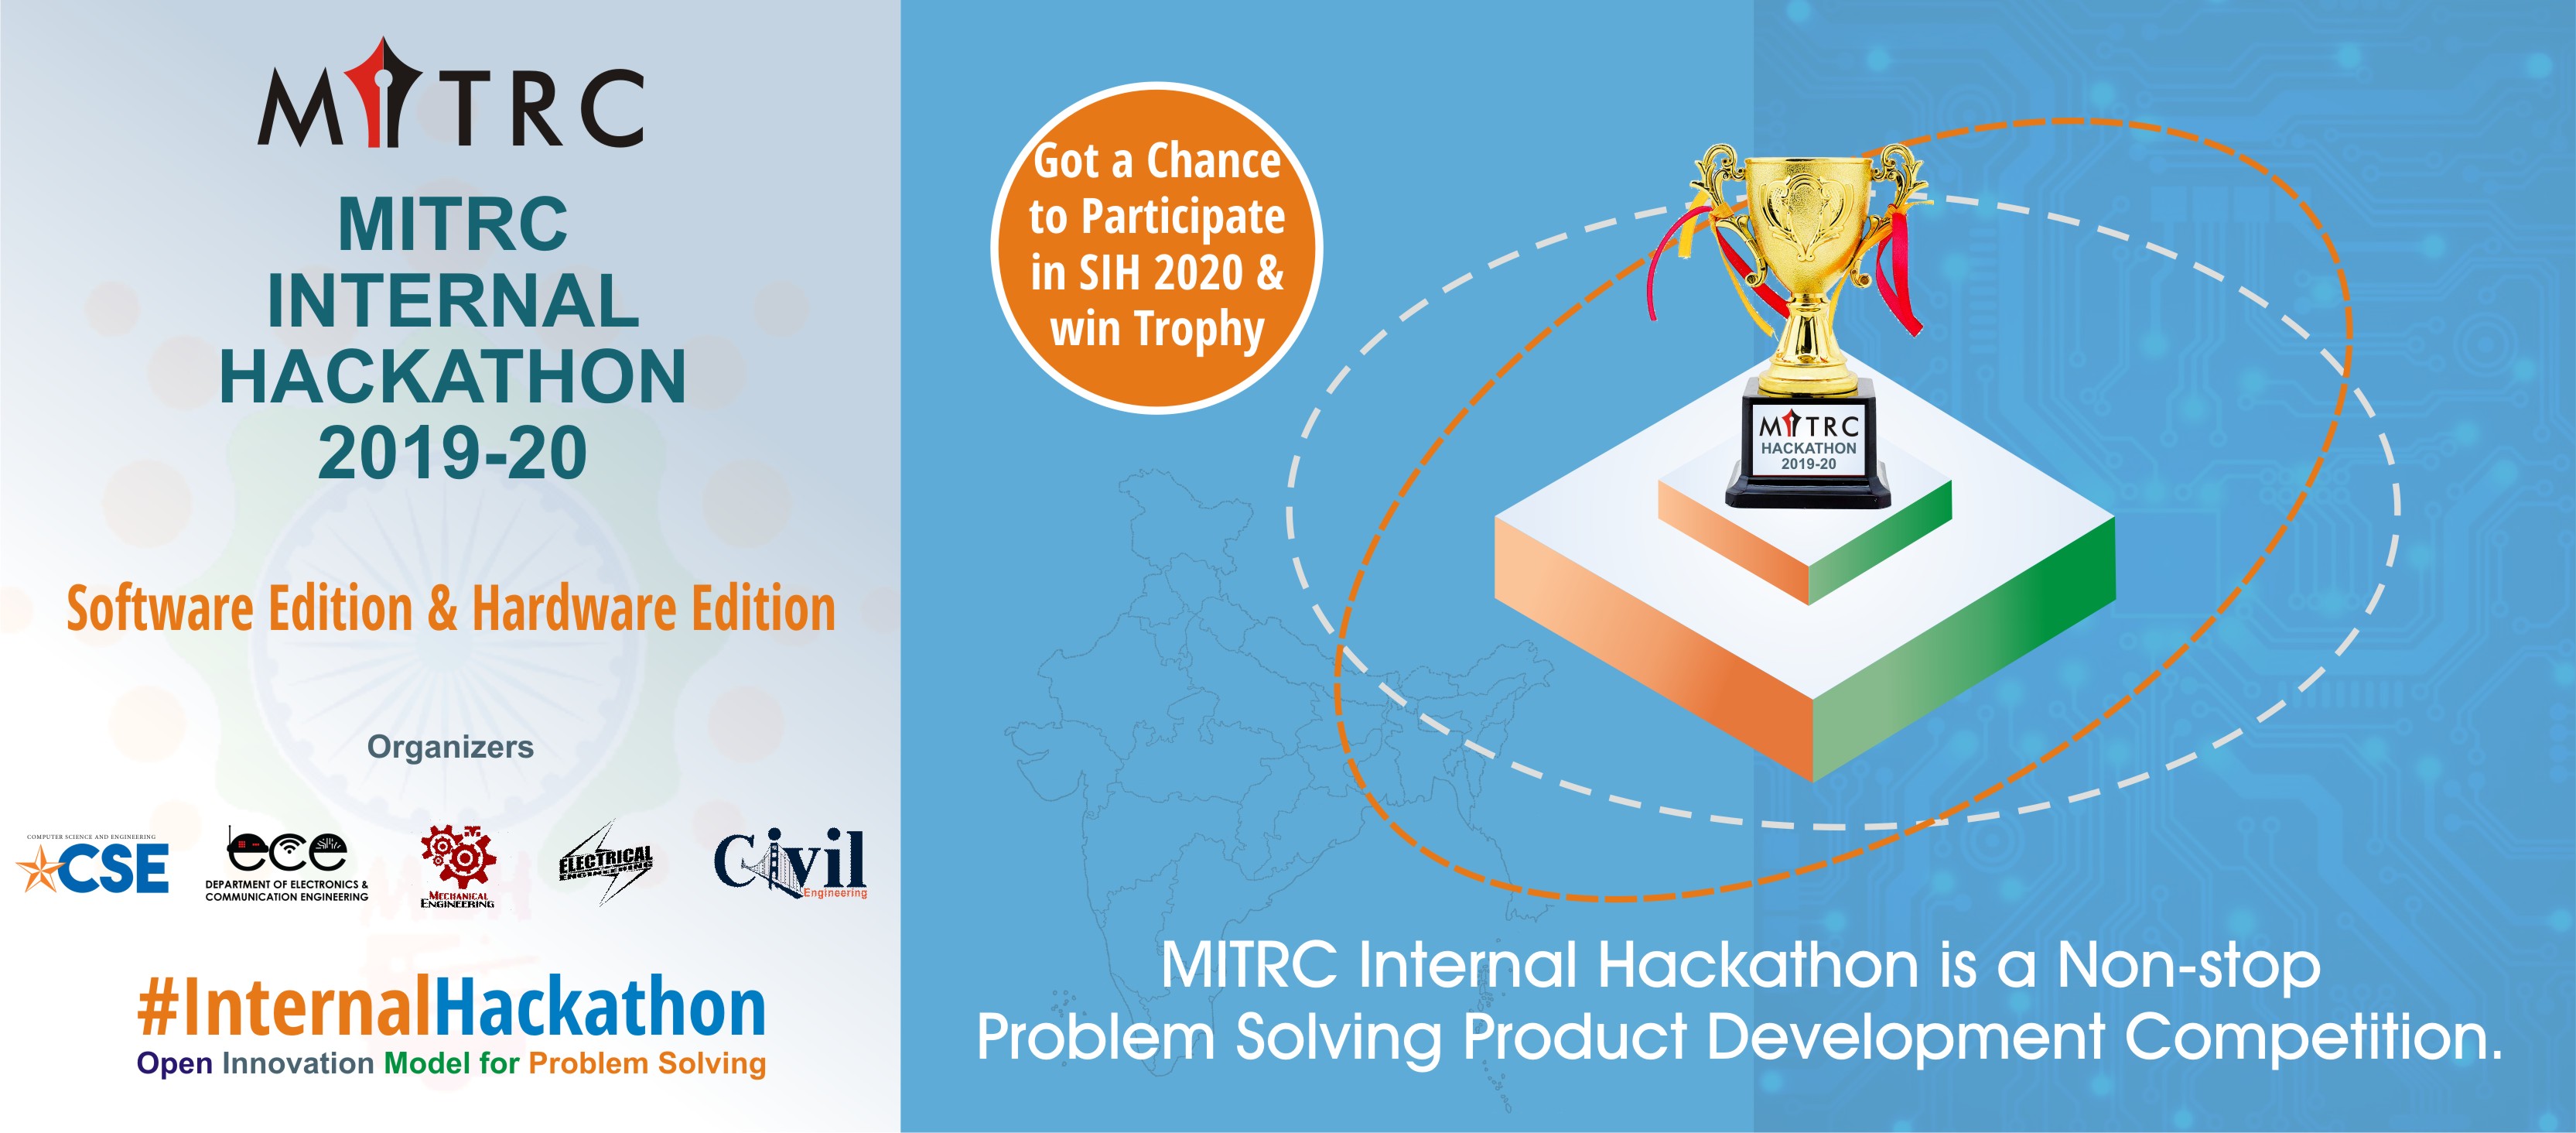 MiTRC
MITRC
INTERNAL
HACKATHON
2019-20
Software Edition & Hardware Edition
Organizers
COMPUTER SCIENCE AND ENGINEERING
CSE
ece
DEPARTMENT OF ELECTRONICS &
COMMUNICATION ENGINEERING
MECHANICAL
ENGINEERING
ELECTRICAL
ENGINEERING
Civil
Engineering
#InternalHackathon
Open Innovation Model for Problem Solving
Got a Chance
to Participate
in SIH 2020 &
win Trophy
MiTRC
HACKATHON
2019-20
MITRC Internal Hackathon is a Non-stop
Problem Solving Product Development Competition.